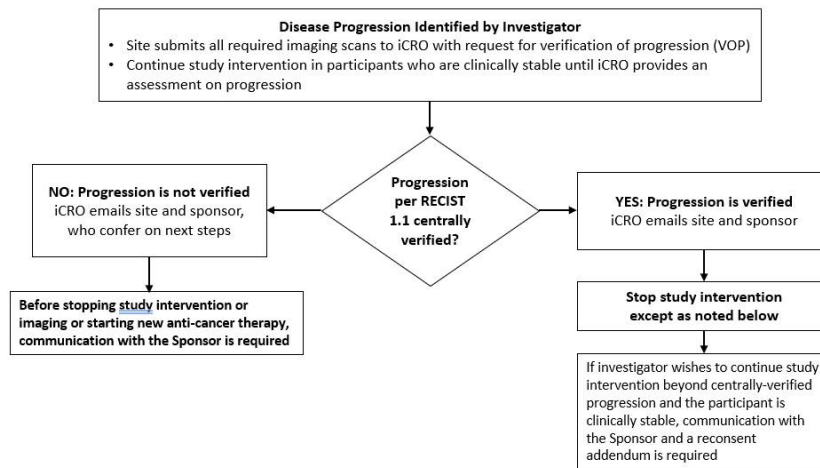 Disease Progression Identified by Investigator
• Site submits all required imaging scans to iCRO with request for verification of progression (VOP)
• Continue study intervention in participants who are clinically stable until iCRO provides an
assessment on progression
Progression
per RECIST
1.1 centrally
verified?
NO: Progression is not verified
iCRO emails site and sponsor,
who confer on next steps
Before stopping study intervention or
imaging or starting new anti-cancer therapy,
communication with the Sponsor is required
YES: Progression is verified
iCRO emails site and sponsor
Stop study intervention
except as noted below
If investigator wishes to continue study
intervention beyond centrally-verified
progression and the participant is
clinically stable, communication with
the Sponsor and a reconsent
addendum is required